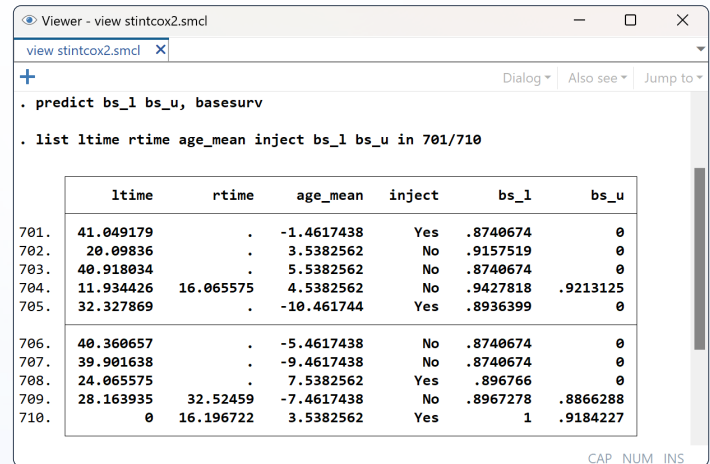 Viewer - view stintcox2.smcl
view stintcox2.smcl
Dialog Also see Jump to
. predict bs_l bs_u, basesurv
. list ltime rtime age_mean inject bs_l bs_u in 701/710
ltime rtime age_mean inject bs_l bs_u
701. 41.049179 . -1.4617438 Yes .8740674 0
702. 20.09836 . 3.5382562 No .9157519 0
703. 40.918034 . 5.5382562 No .8740674 0
704. 11.934426 16.065575 4.5382562 No .9427818 .9213125
705. 32.327869 . -10.461744 Yes .8936399 0
706. 40.360657 . -5.4617438 No .8740674 0
707. 39.901638 . -9.4617438 No .8740674 0
708. 24.065575 . 7.5382562 Yes .896766 0
709. 28.163935 32.52459 -7.4617438 No .8967278 .8866288
710. 0 16.196722 3.5382562 Yes 1 .9184227
CAP NUM INS